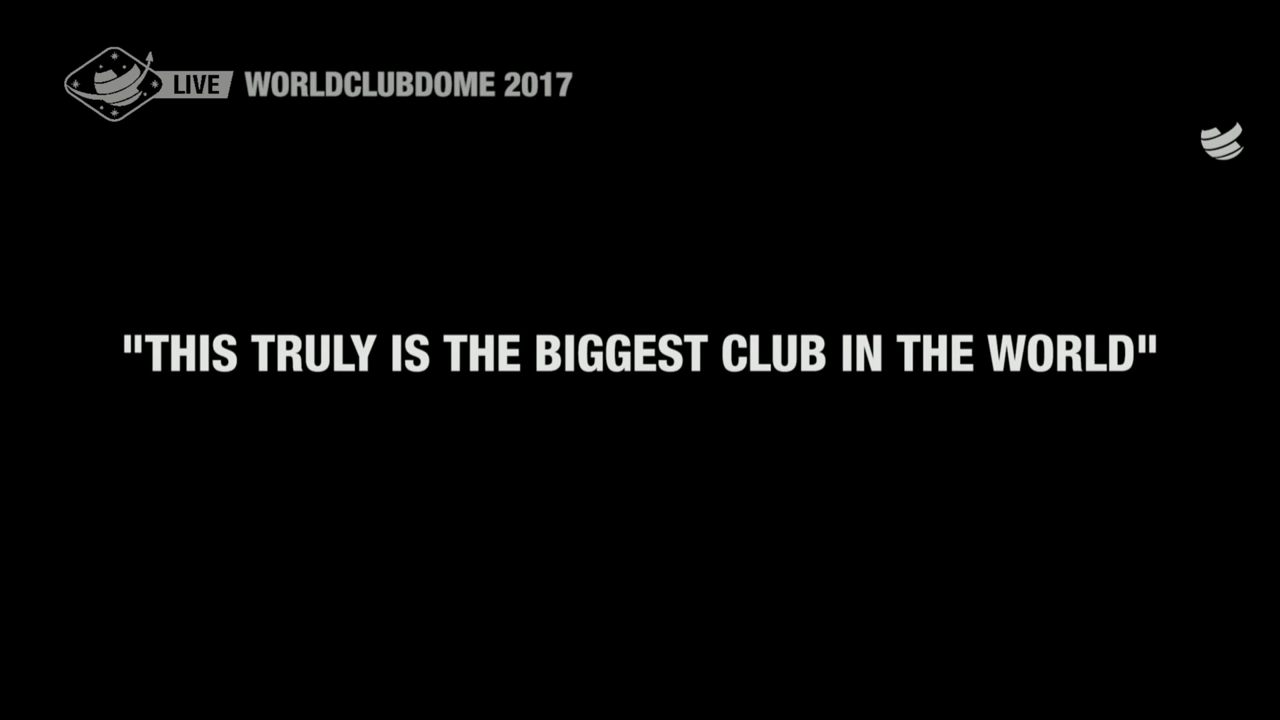 LIVE WORLDCLUBDOME 2017
"THIS TRULY IS THE BIGGEST CLUB IN THE WORLD"